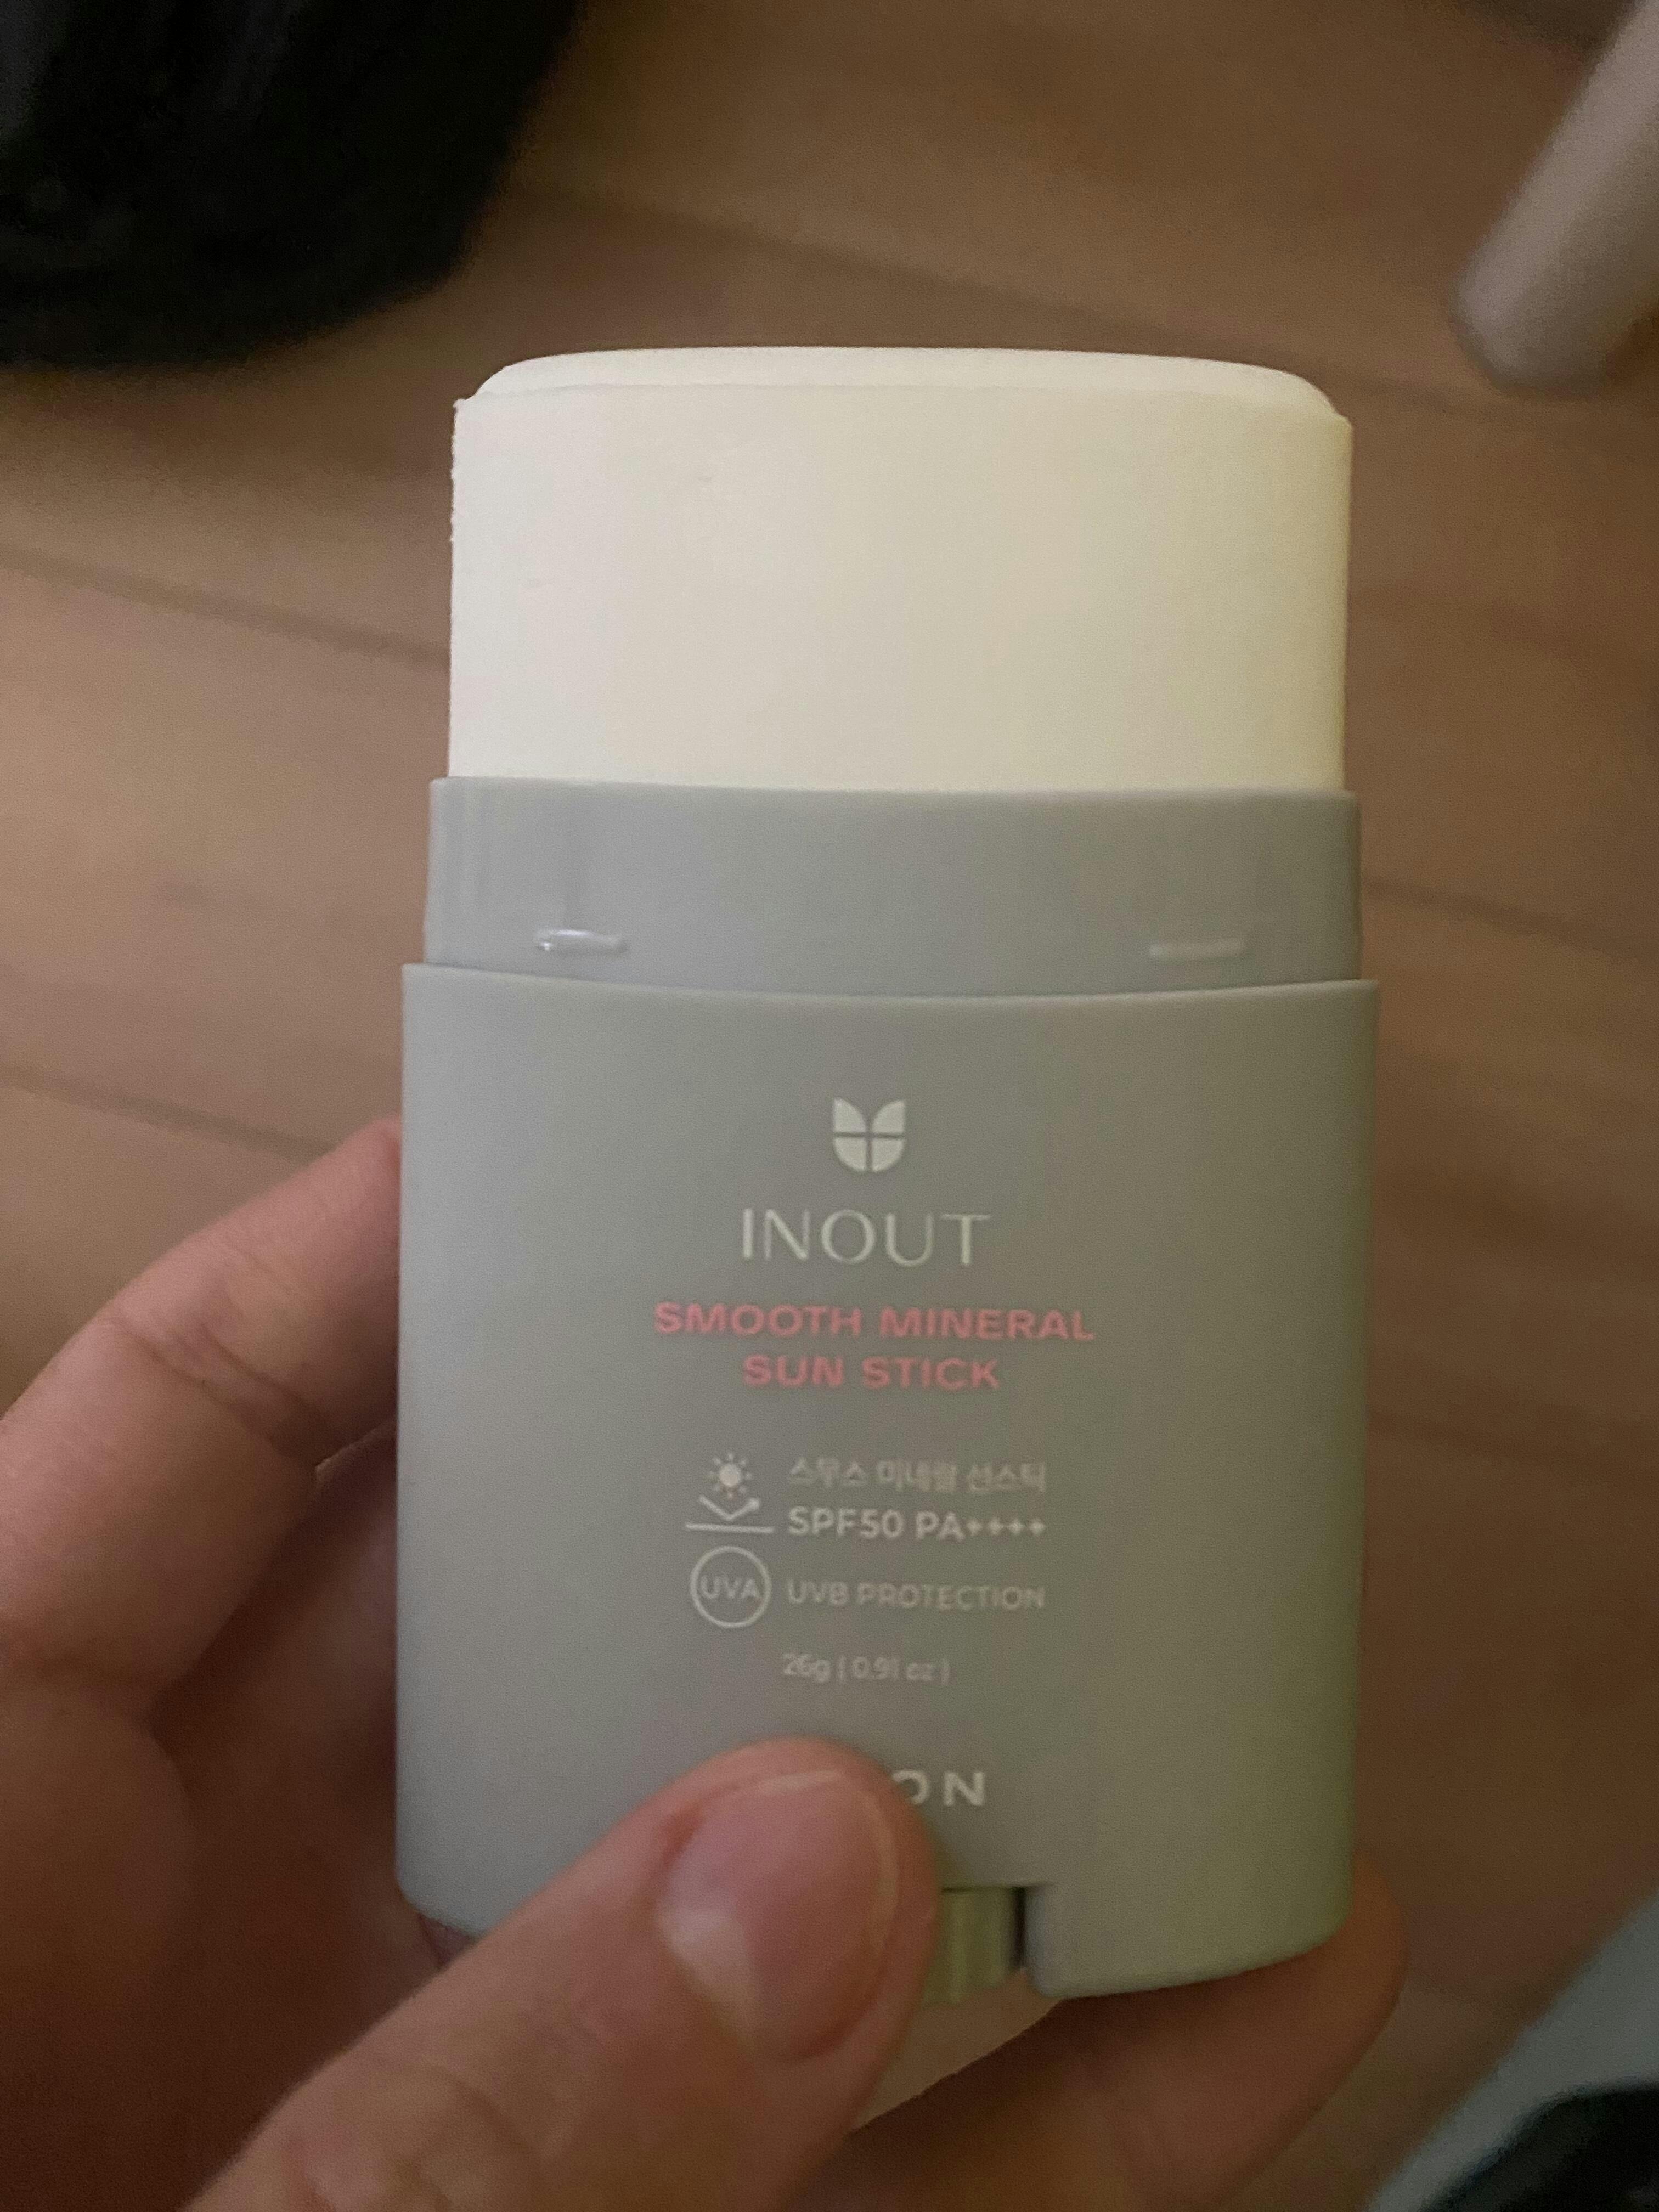 INOUT
SMOOTH MINERAL
SUN STICK
스무스 미네랄 선스틱
SPF50 PA++++
UVA UVB PROTECTION
26g ( 0.91 oz )